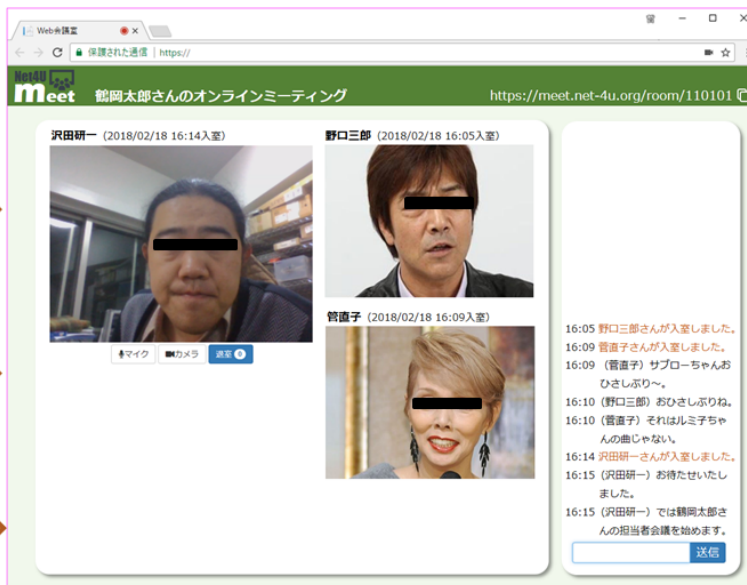 Web会議室
保護された通信 | https://
Net4U
meet
鶴岡太郎さんのオンラインミーティング
https://meet.net-4u.org/room/110101
沢田研一（2018/02/18 16:14入室）
野口三郎（2018/02/18 16:05入室）
マイク
カメラ
退室
菅直子（2018/02/18 16:09入室）
16:05 野口三郎さんが入室しました。
16:09 菅直子さんが入室しました。
16:09 （菅直子）サブローちゃんお
ひさしぶり～。
16:10（野口三郎）おひさしぶりね。
16:10（菅直子）それはルミ子ちゃ
んの曲じゃない。
16:14 沢田研一さんが入室しました。
16:15（沢田研一）お待たせいたし
ました。
16:15（沢田研一）では鶴岡太郎さ
んの担当者会議を始めます。
送信